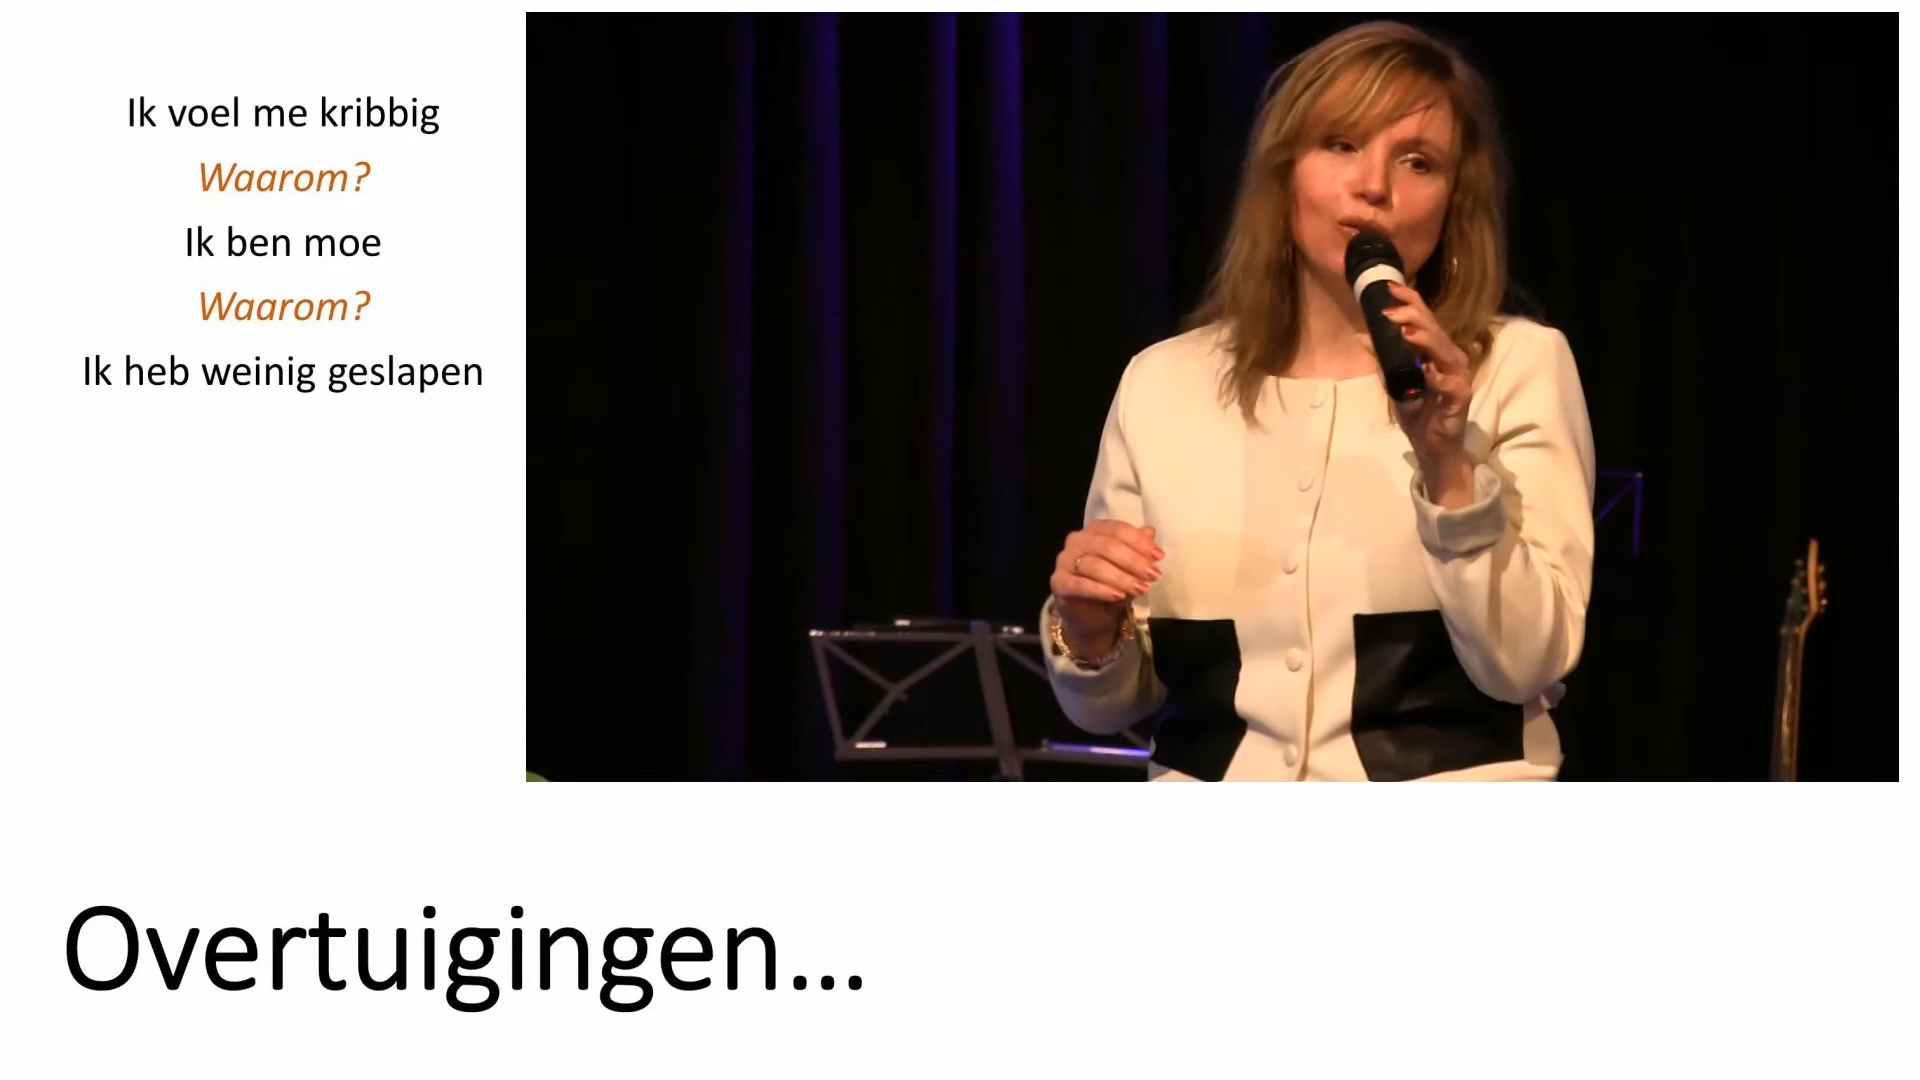 Ik voel me kribbig
Waarom?
Ik ben moe
Waarom?
Ik heb weinig geslapen
Overtuigingen...